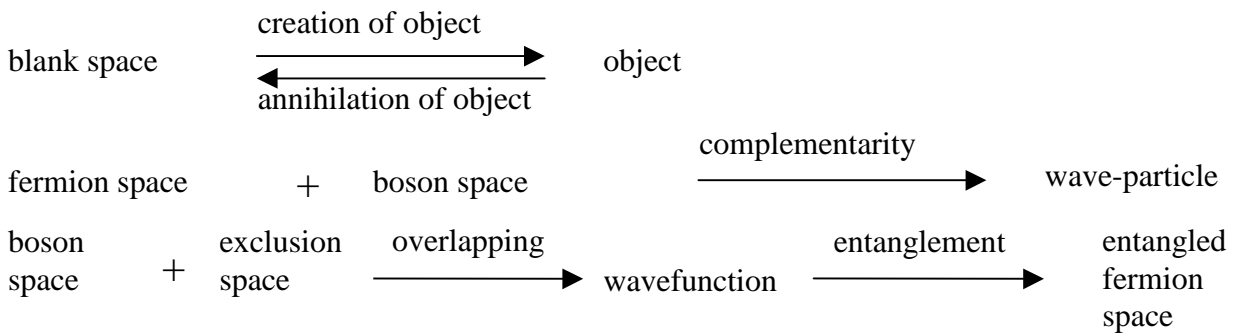 creation of object
blank space object
annihilation of object
complementarity
fermion space + boson space wave-particle
boson exclusion overlapping entanglement entangled
space + space wavefunction fermion
space